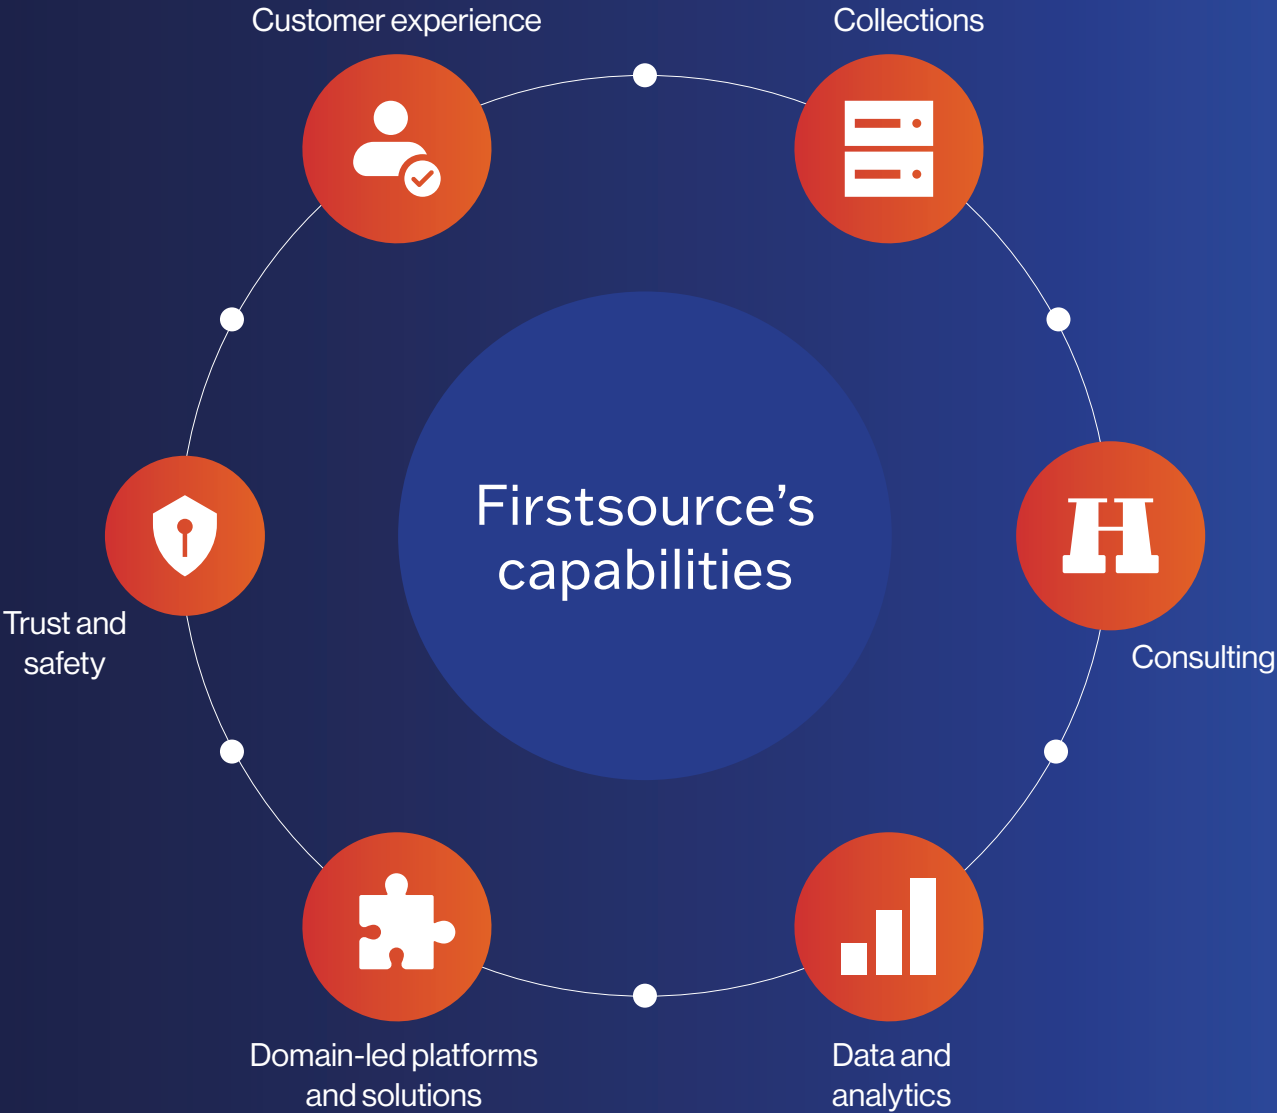 Customer experience
Collections
Firstsource’s
capabilities
Trust and
safety
Consulting
Domain-led platforms
and solutions
Data and
analytics